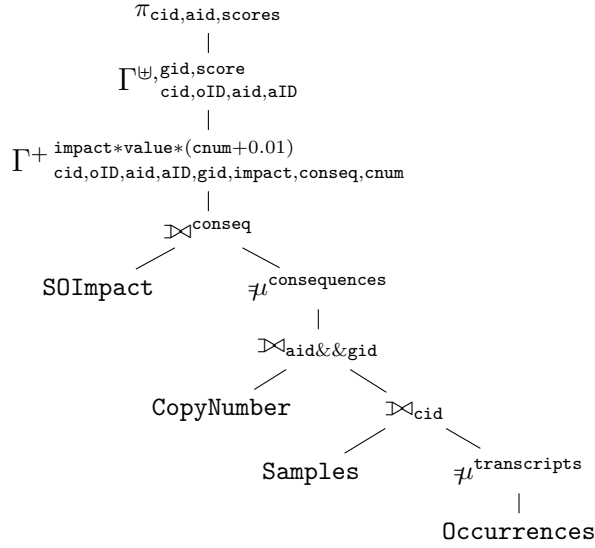 π cid,aid,scores
Γ⊎, gid,score cid,oID,aid,aID
Γ+ impact∗value∗(cnum+0.01) cid,oID,aid,aID,gid,impact,conseq,cnum
⟕ conseq
SOImpact
μ consequences
⟕ aid&&gid
CopyNumber
⟕ cid
Samples
μ transcripts
Occurrences